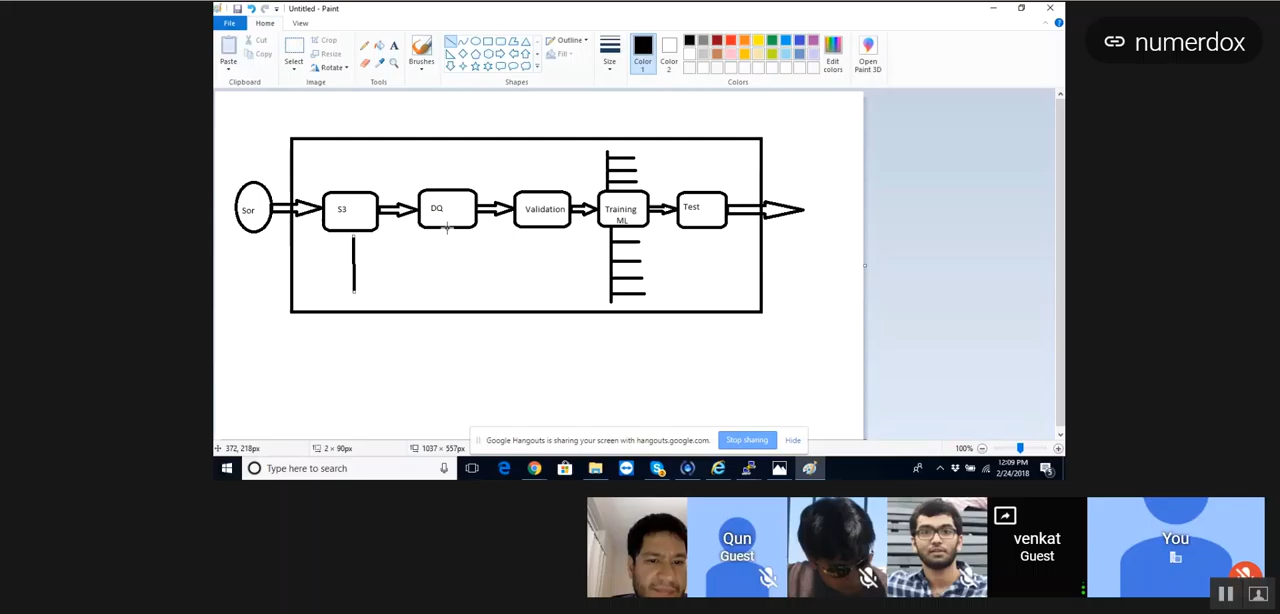 Untitled - Paint
numerdox
File Home View
Cut
Copy
Paste
Clipboard
Select
Crop
Resize
Rotate
Image
A
Tools
Brushes
Outline
Fill
Shapes
Size
Color
1
Color
2
Edit
colors
Open
Paint 3D
Colors
Sor
S3
DQ
Validation
Training
ML
Test
Google Hangouts is sharing your screen with hangouts.google.com. Stop sharing Hide
372, 218px
2 × 90px
1037 × 557px
100%
Type here to search
12:09 PM
2/24/2018
Qun
Guest
venkat
Guest
You